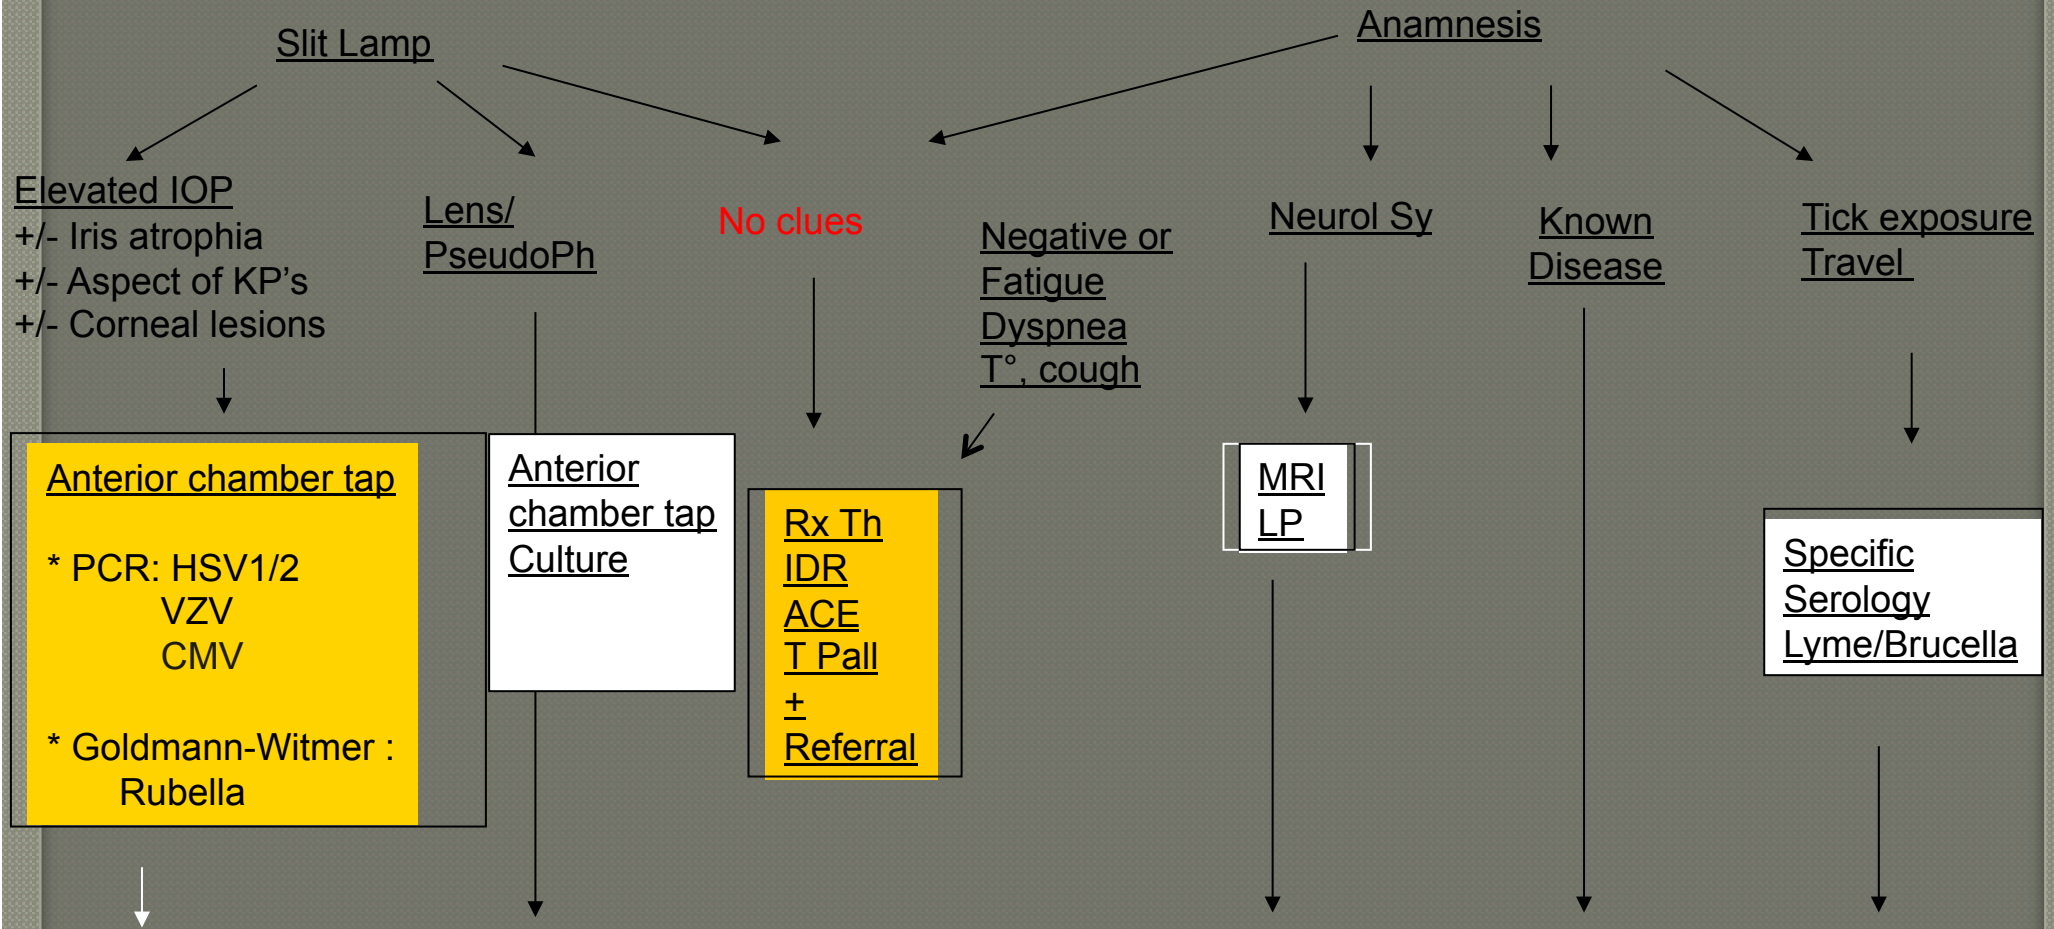 Slit Lamp
Anamnesis
Elevated IOP
+/- Iris atrophia
+/- Aspect of KP's
+/- Corneal lesions
Lens/
PseudoPh
No clues
Negative or
Fatigue
Dyspnea
T°, cough
Neurol Sy
Known
Disease
Tick exposure
Travel
Anterior chamber tap
* PCR: HSV1/2
VZV
CMV
* Goldmann-Witmer :
Rubella
Anterior
chamber tap
Culture
Rx Th
IDR
ACE
T Pall
+
Referral
MRI
LP
Specific
Serology
Lyme/Brucella